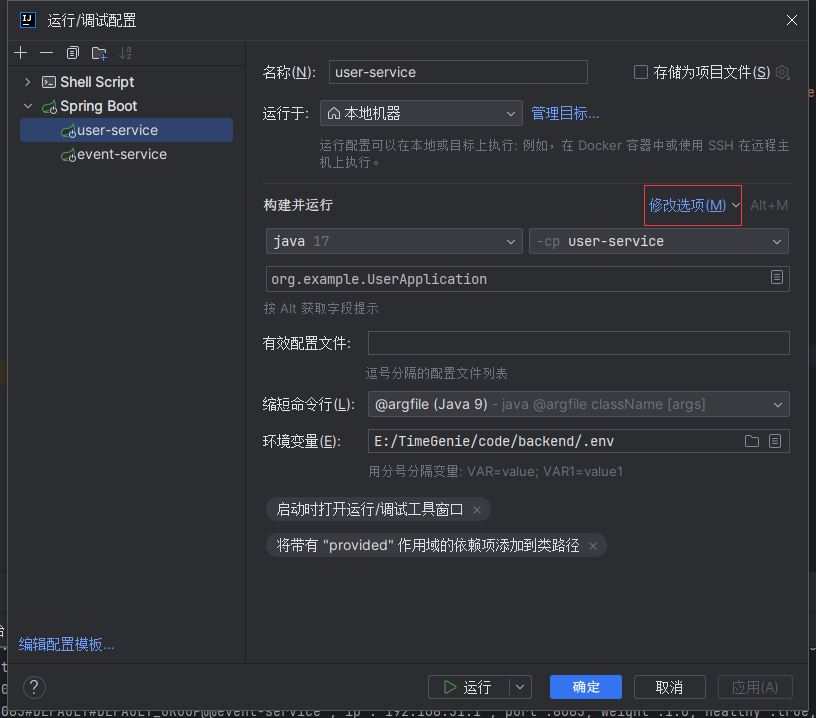 运行/调试配置
Shell Script
Spring Boot
user-service
event-service
名称(N): user-service 存储为项目文件(S)
运行于: 本地机器 管理目标...
运行配置可以在本地或目标上执行: 例如，在 Docker 容器中或使用 SSH 在远程主
机上执行。
构建并运行 修改选项(M) Alt+M
java 17 -cp user-service
org.example.UserApplication
按 Alt 获取字段提示
有效配置文件:
逗号分隔的配置文件列表
缩短命令行(L): @argfile (Java 9) - java @argfile className [args]
环境变量(E): E:/TimeGenie/code/backend/.env
用分号分隔变量: VAR=value; VAR1=value1
启动时打开运行/调试工具窗口 ×
将带有 "provided" 作用域的依赖项添加到类路径 ×
编辑配置模板...
? 运行 确定 取消 应用(A)